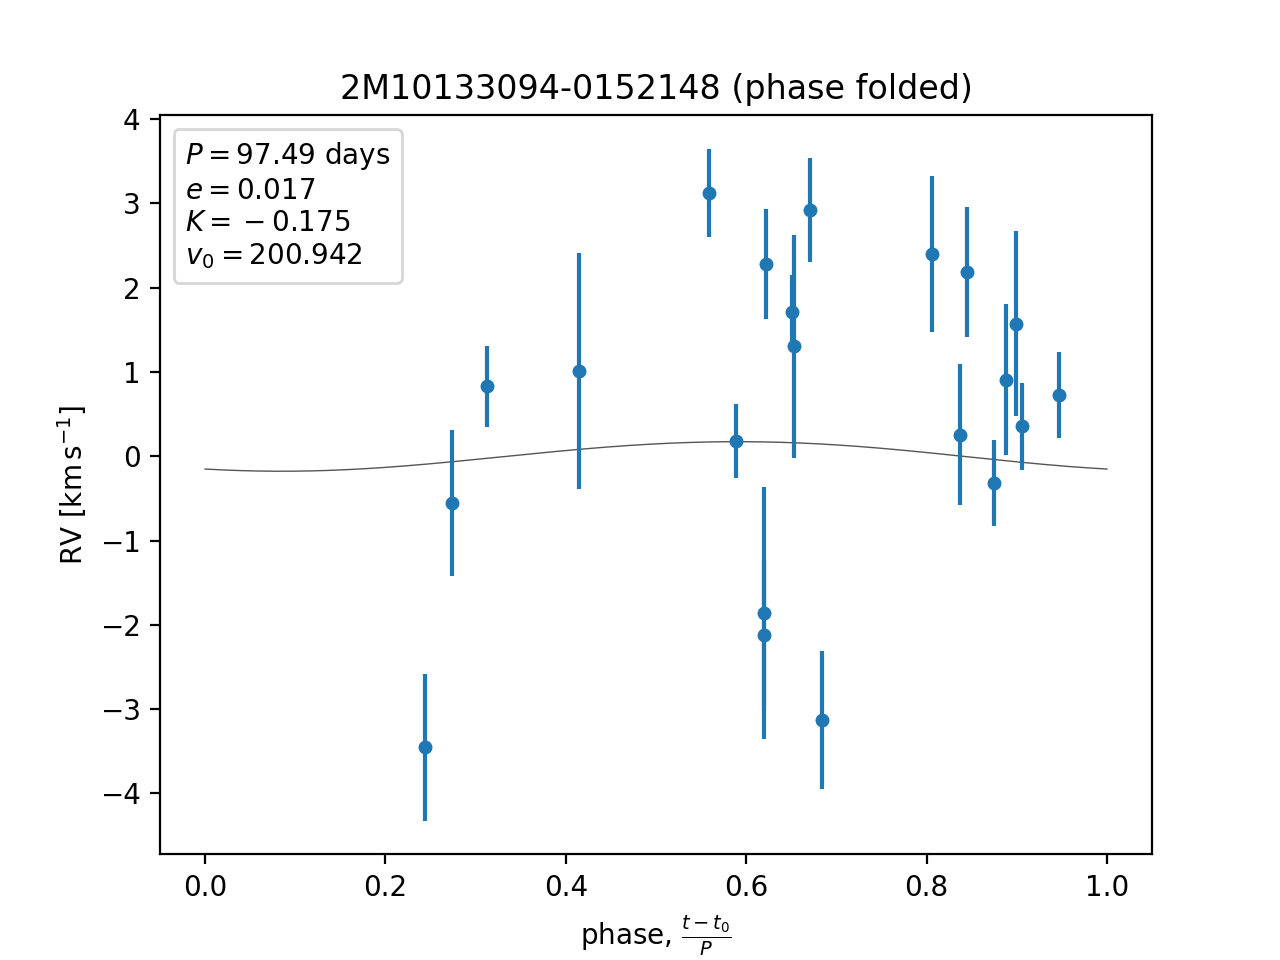 2M10133094-0152148 (phase folded)
P = 97.49 days
e = 0.017
K = −0.175
v₀ = 200.942
4
3
2
1
0
−1
−2
−3
−4
RV [km s⁻¹]
0.0 0.2 0.4 0.6 0.8 1.0
phase, (t − t₀)/P